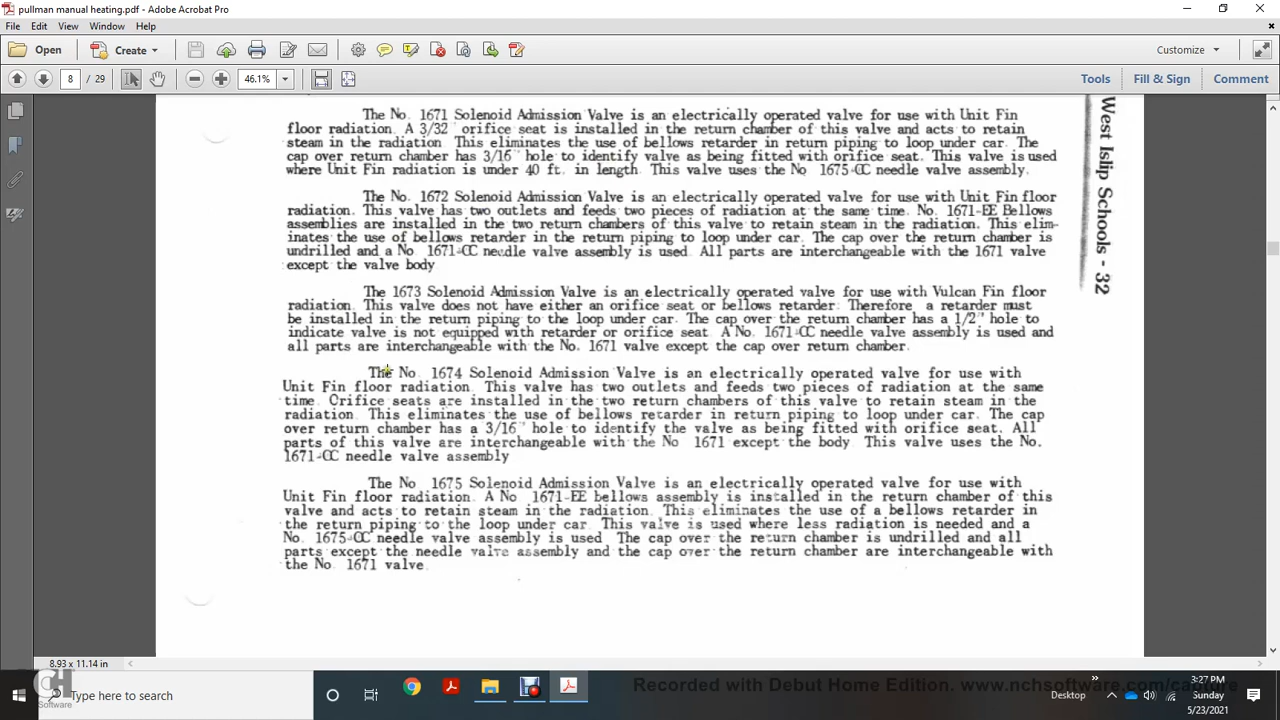 pullman manual heating.pdf - Adobe Acrobat Pro
File Edit View Window Help
Open Create Customize
8 / 29 46.1% Tools Fill & Sign Comment
The No. 1671 Solenoid Admission Valve is an electrically operated valve for use with Unit Fin
floor radiation. A 3/32" orifice seat is installed in the return chamber of this valve and acts to retain
steam in the radiation. This eliminates the use of bellows retarder in return piping to loop under car. The
cap over return chamber has 3/16" hole to identify valve as being fitted with orifice seat. This valve is used
where Unit Fin radiation is under 40 ft. in length. This valve uses the No. 1675-CC needle valve assembly.
The No. 1672 Solenoid Admission Valve is an electrically operated valve for use with Unit Fin floor
radiation. This valve has two outlets and feeds two pieces of radiation at the same time. No. 1671-EE Bellows
assemblies are installed in the two return chambers of this valve to retain steam in the radiation. This elim-
inates the use of bellows retarder in the return piping to loop under car. The cap over the return chamber is
undrilled and a No. 1671-CC needle valve assembly is used. All parts are interchangeable with the 1671 valve
except the valve body
The 1673 Solenoid Admission Valve is an electrically operated valve for use with Vulcan Fin floor
radiation. This valve does not have either an orifice seat or bellows retarder. Therefore a retarder must
be installed in the return piping to the loop under car. The cap over the return chamber has a 1/2" hole to
indicate valve is not equipped with retarder or orifice seat. A No. 1671-CC needle valve assembly is used and
all parts are interchangeable with the No. 1671 valve except the cap over return chamber.
The No. 1674 Solenoid Admission Valve is an electrically operated valve for use with
Unit Fin floor radiation. This valve has two outlets and feeds two pieces of radiation at the same
time. Orifice seats are installed in the two return chambers of this valve to retain steam in the
radiation. This eliminates the use of bellows retarder in return piping to loop under car. The cap
over return chamber has a 3/16" hole to identify the valve as being fitted with orifice seat. All
parts of this valve are interchangeable with the No 1671 except the body This valve uses the No.
1671-CC needle valve assembly
The No. 1675 Solenoid Admission Valve is an electrically operated valve for use with
Unit Fin floor radiation. A No. 1671-EE bellows assembly is installed in the return chamber of this
valve and acts to retain steam in the radiation. This eliminates the use of a bellows retarder in
the return piping to the loop under car. This valve is used where less radiation is needed and a
No. 1675-CC needle valve assembly is used The cap over the return chamber is undrilled and all
parts except the needle valve assembly and the cap over the return chamber are interchangeable with
the No. 1671 valve.
West Islip Schools - 32
8.93 x 11.14 in
CH
Software
Type here to search
Recorded with Debut Home Edition. www.nchsoftware.com/capture
Desktop
3:27 PM
Sunday
5/23/2021